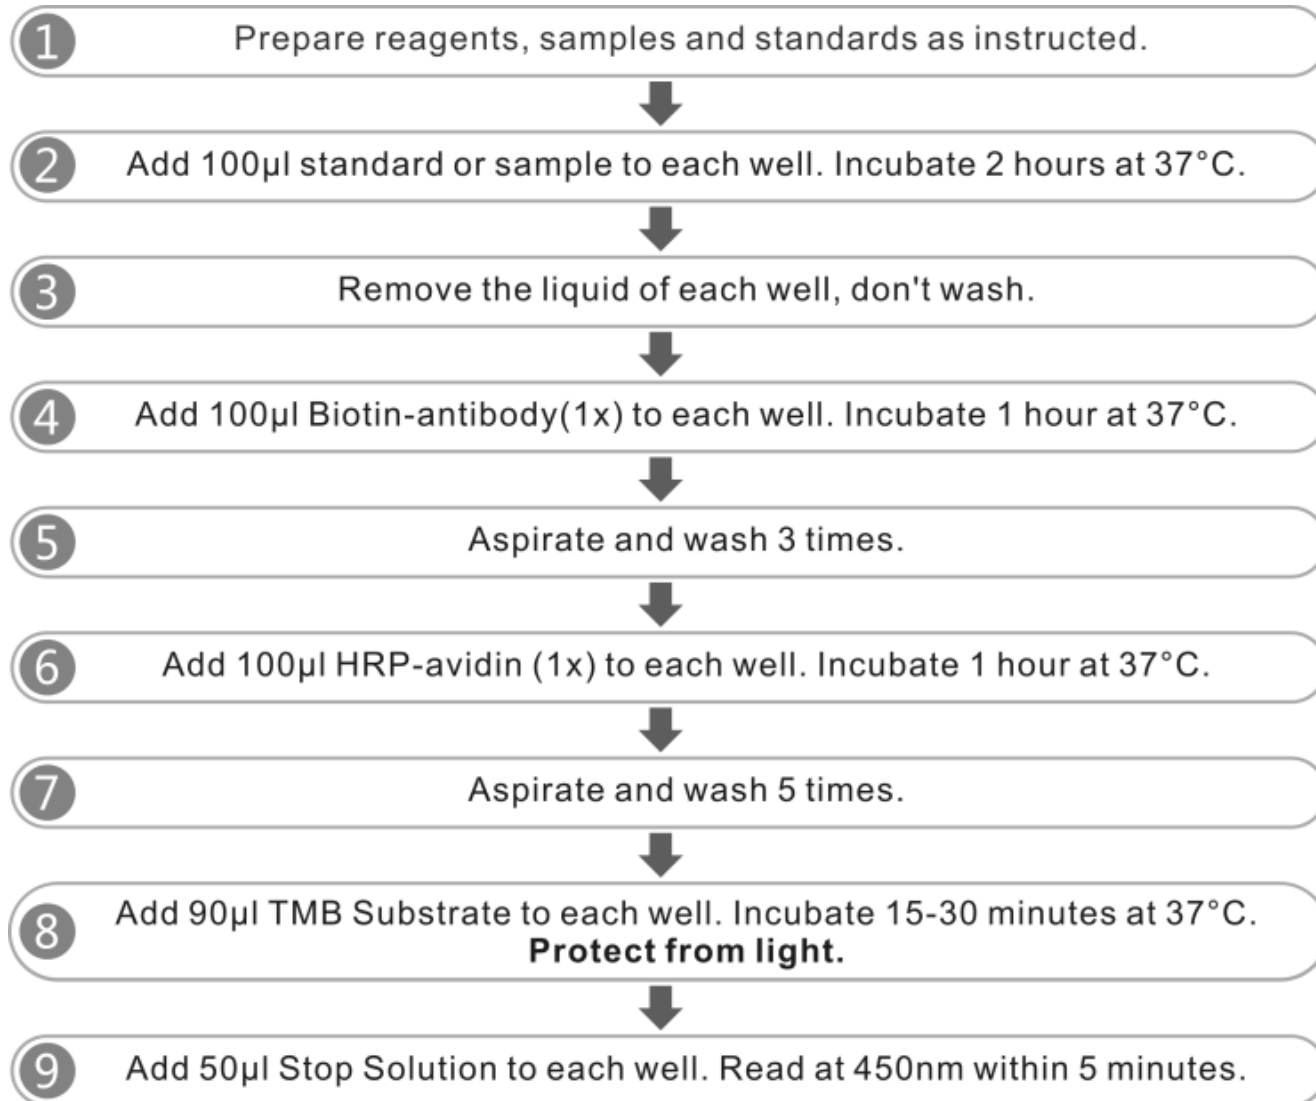 1 Prepare reagents, samples and standards as instructed.
2 Add 100µl standard or sample to each well. Incubate 2 hours at 37°C.
3 Remove the liquid of each well, don't wash.
4 Add 100µl Biotin-antibody(1x) to each well. Incubate 1 hour at 37°C.
5 Aspirate and wash 3 times.
6 Add 100µl HRP-avidin (1x) to each well. Incubate 1 hour at 37°C.
7 Aspirate and wash 5 times.
8 Add 90µl TMB Substrate to each well. Incubate 15-30 minutes at 37°C.
Protect from light.
9 Add 50µl Stop Solution to each well. Read at 450nm within 5 minutes.